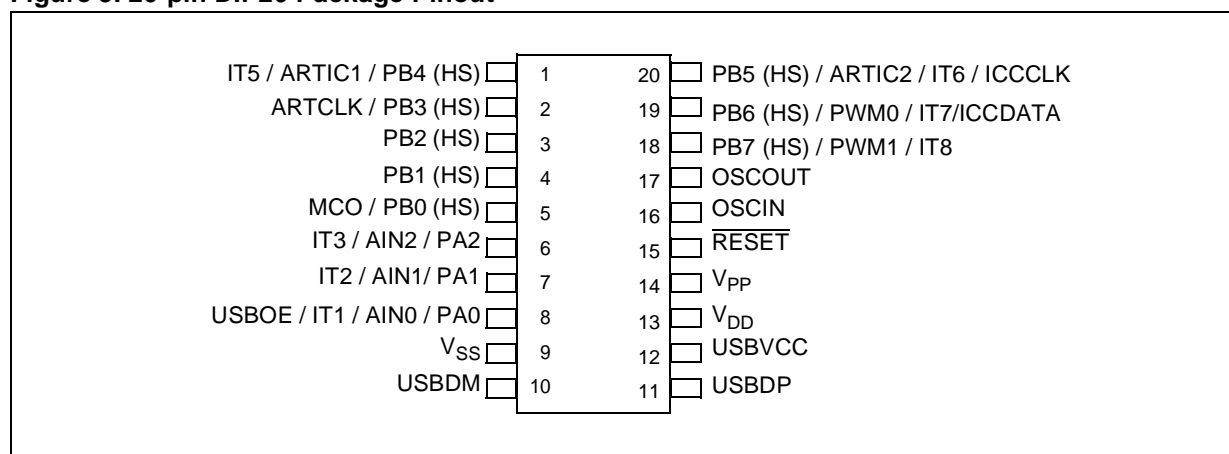 IT5 / ARTIC1 / PB4 (HS) 1 20 PB5 (HS) / ARTIC2 / IT6 / ICCCLK
ARTCLK / PB3 (HS) 2 19 PB6 (HS) / PWM0 / IT7/ICCDATA
PB2 (HS) 3 18 PB7 (HS) / PWM1 / IT8
PB1 (HS) 4 17 OSCOUT
MCO / PB0 (HS) 5 16 OSCIN
IT3 / AIN2 / PA2 6 15 RESET
IT2 / AIN1/ PA1 7 14 VPP
USBOE / IT1 / AIN0 / PA0 8 13 VDD
VSS 9 12 USBVCC
USBDM 10 11 USBDP